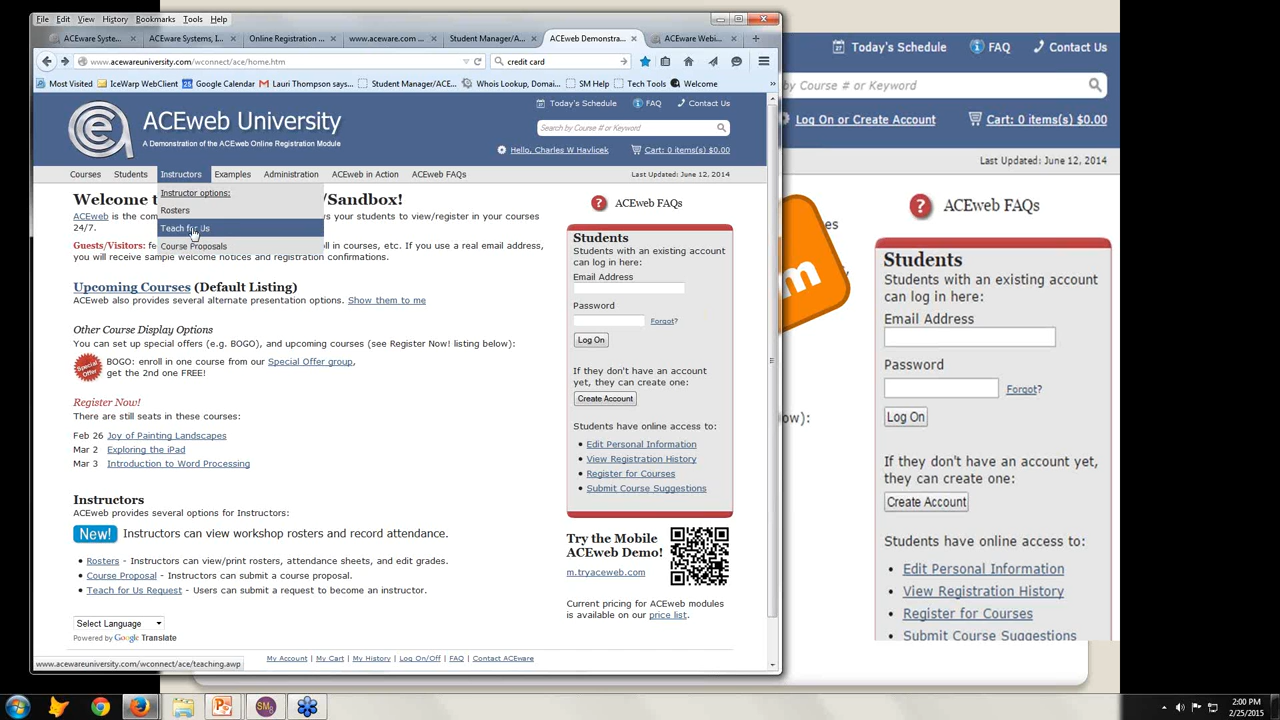 File Edit View History Bookmarks Tools Help
ACEware Syste...
ACEware Systems, I...
Online Registration ...
www.aceware.com ...
Student Manager/A...
ACEweb Demonstra...
ACEware Webi...
www.acewareuniversity.com/wconnect/ace/home.htm
credit card
Most Visited
IceWarp WebClient
Google Calendar
Lauri Thompson says...
Student Manager/ACE...
Whois Lookup, Domai...
SM Help
Tech Tools
Welcome
Today's Schedule
FAQ
Contact Us
ACEweb University
A Demonstration of the ACEweb Online Registration Module
Search by Course # or Keyword
Hello, Charles W Havlicek
Cart: 0 items(s) $0.00
Courses Students Instructors Examples Administration ACEweb in Action ACEweb FAQs
Last Updated: June 12, 2014
Instructor options:
Rosters
Teach for Us
Course Proposals
Welcome t
/Sandbox!
ACEweb is the com
ws your students to view/register in your courses
24/7.
Guests/Visitors: fe
ll in courses, etc. If you use a real email address,
you will receive sample welcome notices and registration confirmations.
Upcoming Courses (Default Listing)
ACEweb also provides several alternate presentation options. Show them to me
Other Course Display Options
You can set up special offers (e.g. BOGO), and upcoming courses (see Register Now! listing below):
Special Offer
BOGO: enroll in one course from our Special Offer group,
get the 2nd one FREE!
Register Now!
There are still seats in these courses:
Feb 26 Joy of Painting Landscapes
Mar 2 Exploring the iPad
Mar 3 Introduction to Word Processing
Instructors
ACEweb provides several options for Instructors:
New! Instructors can view workshop rosters and record attendance.
Rosters - Instructors can view/print rosters, attendance sheets, and edit grades.
Course Proposal - Instructors can submit a course proposal.
Teach for Us Request - Users can submit a request to become an instructor.
Select Language
Powered by Google Translate
ACEweb FAQs
Students
Students with an existing account
can log in here:
Email Address
Password
Forgot?
Log On
If they don't have an account
yet, they can create one:
Create Account
Students have online access to:
Edit Personal Information
View Registration History
Register for Courses
Submit Course Suggestions
Try the Mobile
ACEweb Demo!
m.tryaceweb.com
Current pricing for ACEweb modules
is available on our price list.
My Account | My Cart | My History | Log On/Off | FAQ | Contact ACEware
www.acewareuniversity.com/wconnect/ace/teaching.awp
Today's Schedule
FAQ
Contact Us
by Course # or Keyword
Log On or Create Account
Cart: 0 items(s) $0.00
Last Updated: June 12, 2014
ACEweb FAQs
Students
Students with an existing account
can log in here:
Email Address
Password
Forgot?
Log On
If they don't have an account
yet, they can create one:
Create Account
Students have online access to:
Edit Personal Information
View Registration History
Register for Courses
Submit Course Suggestions
2:00 PM
2/25/2015